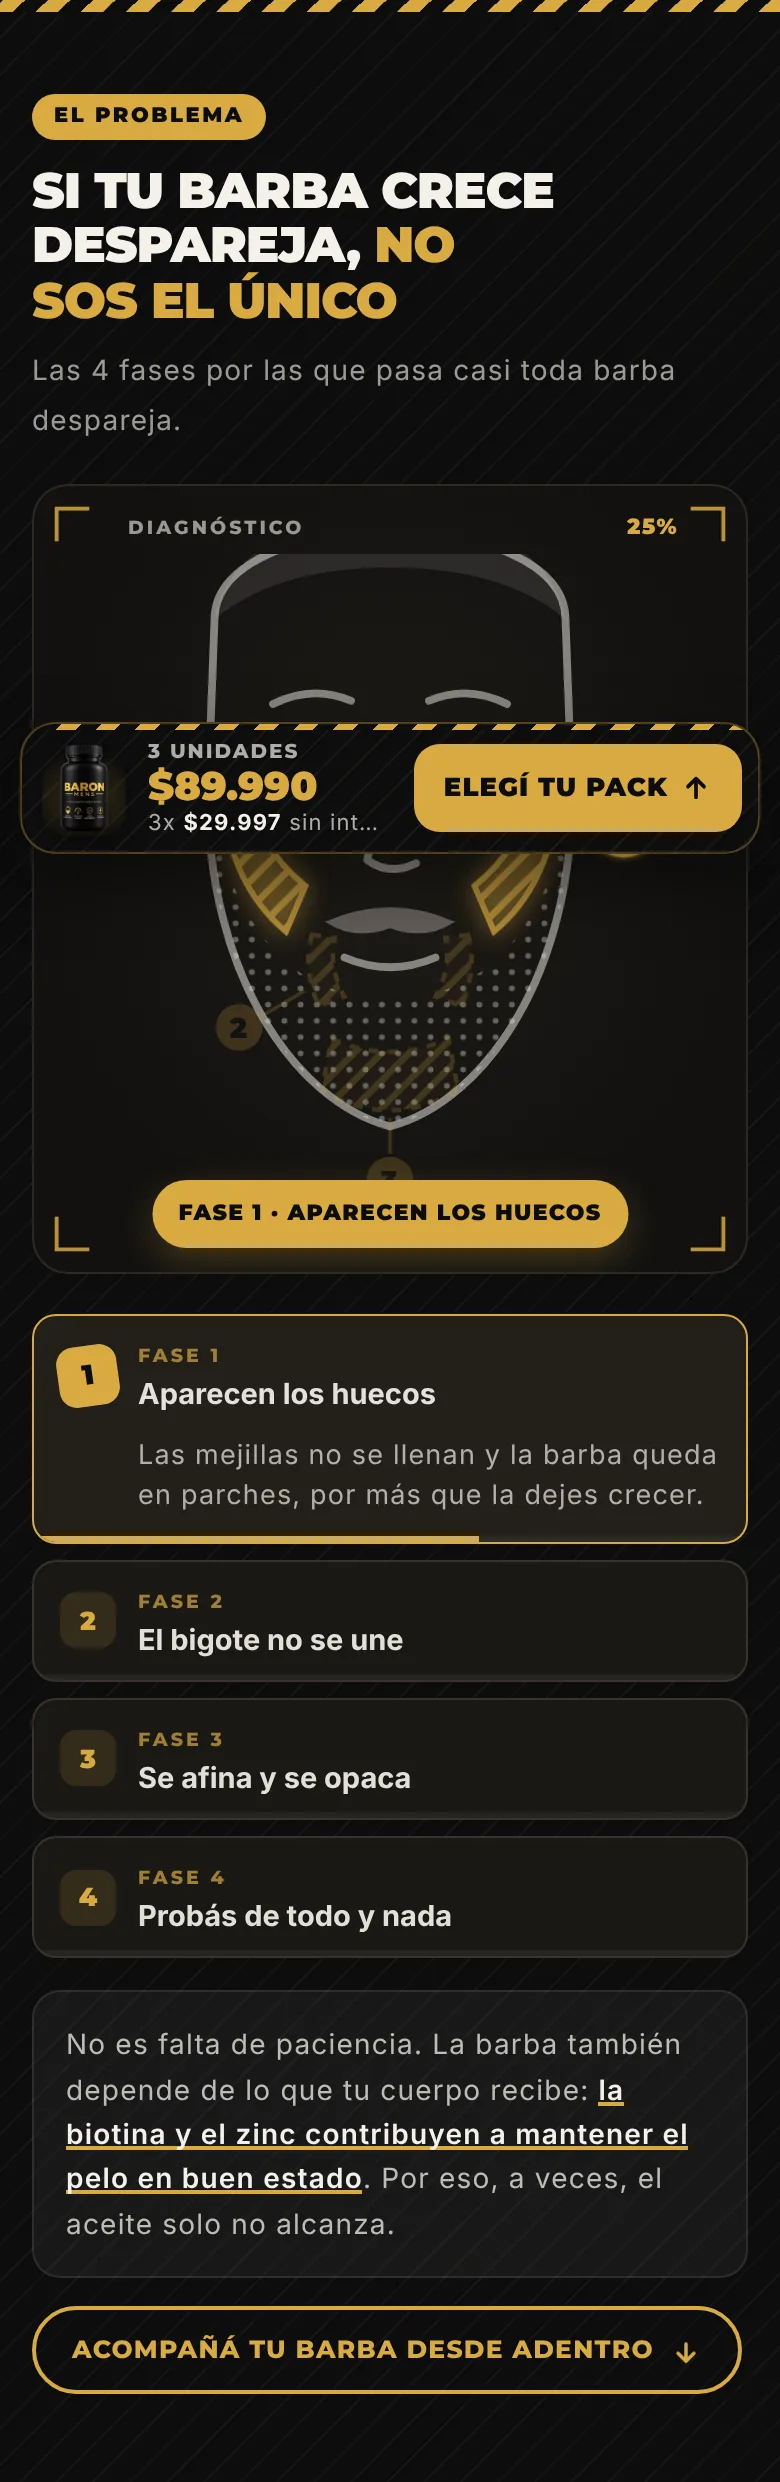 EL PROBLEMA
SI TU BARBA CRECE
DESPAREJA, NO
SOS EL ÚNICO
Las 4 fases por las que pasa casi toda barba
despareja.
DIAGNÓSTICO
25%
3 UNIDADES
$89.990
3x $29.997 sin int...
BARON
MENS
ELEGÍ TU PACK ↑
2
FASE 1 · APARECEN LOS HUECOS
1
FASE 1
Aparecen los huecos
Las mejillas no se llenan y la barba queda
en parches, por más que la dejes crecer.
2
FASE 2
El bigote no se une
3
FASE 3
Se afina y se opaca
4
FASE 4
Probás de todo y nada
No es falta de paciencia. La barba también
depende de lo que tu cuerpo recibe: la
biotina y el zinc contribuyen a mantener el
pelo en buen estado. Por eso, a veces, el
aceite solo no alcanza.
ACOMPAÑÁ TU BARBA DESDE ADENTRO ↓